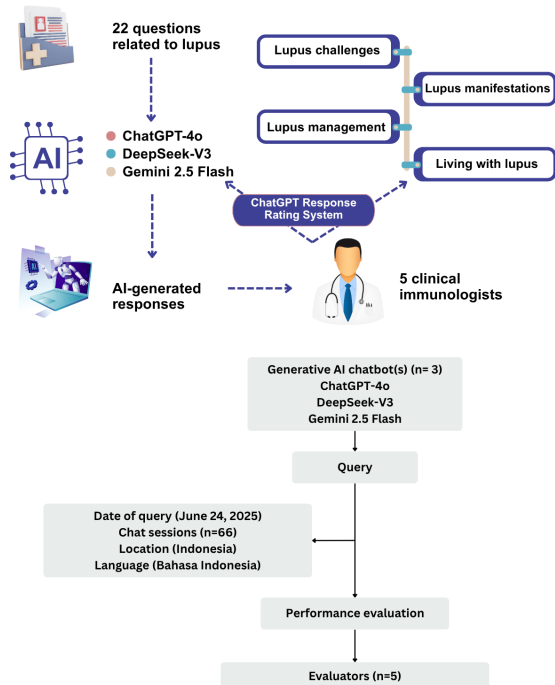 22 questions
related to lupus
Lupus challenges
Lupus manifestations
Lupus management
Living with lupus
AI
ChatGPT-4o
DeepSeek-V3
Gemini 2.5 Flash
ChatGPT Response
Rating System
AI-generated
responses
5 clinical
immunologists
Generative AI chatbot(s) (n= 3)
ChatGPT-4o
DeepSeek-V3
Gemini 2.5 Flash
Query
Date of query (June 24, 2025)
Chat sessions (n=66)
Location (Indonesia)
Language (Bahasa Indonesia)
Performance evaluation
Evaluators (n=5)